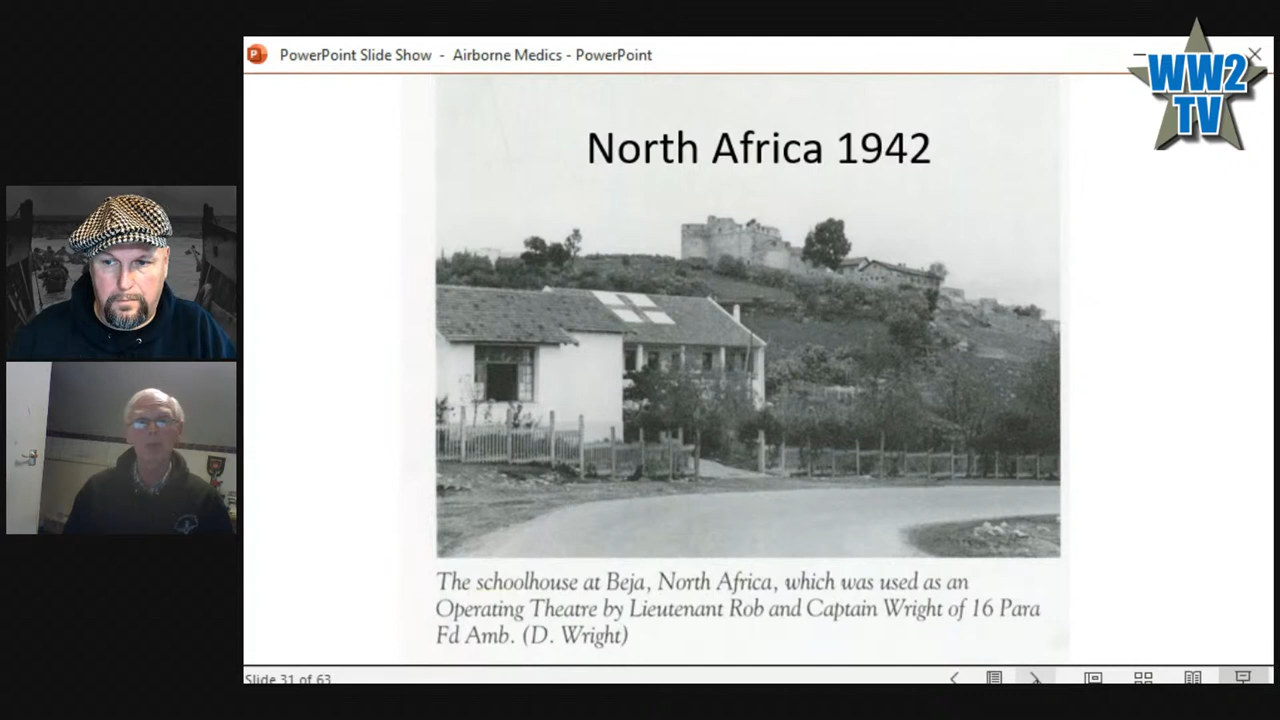 PowerPoint Slide Show - Airborne Medics - PowerPoint
WW2
TV
North Africa 1942
The schoolhouse at Beja, North Africa, which was used as an
Operating Theatre by Lieutenant Rob and Captain Wright of 16 Para
Fd Amb. (D. Wright)
Slide 31 of 63